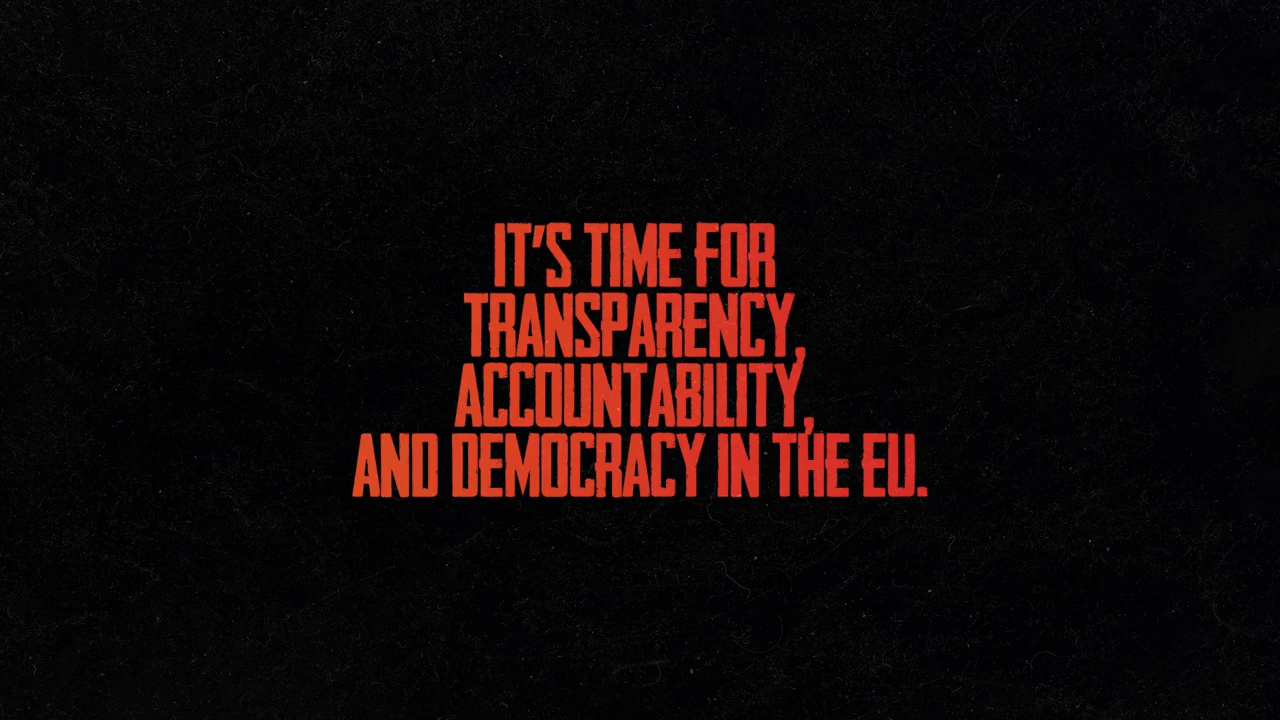 IT'S TIME FOR
TRANSPARENCY,
ACCOUNTABILITY,
AND DEMOCRACY IN THE EU.